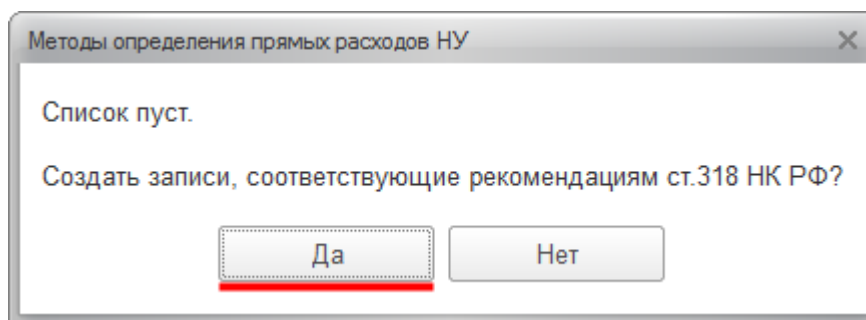 Методы определения прямых расходов НУ
Список пуст.
Создать записи, соответствующие рекомендациям ст.318 НК РФ?
Да Нет